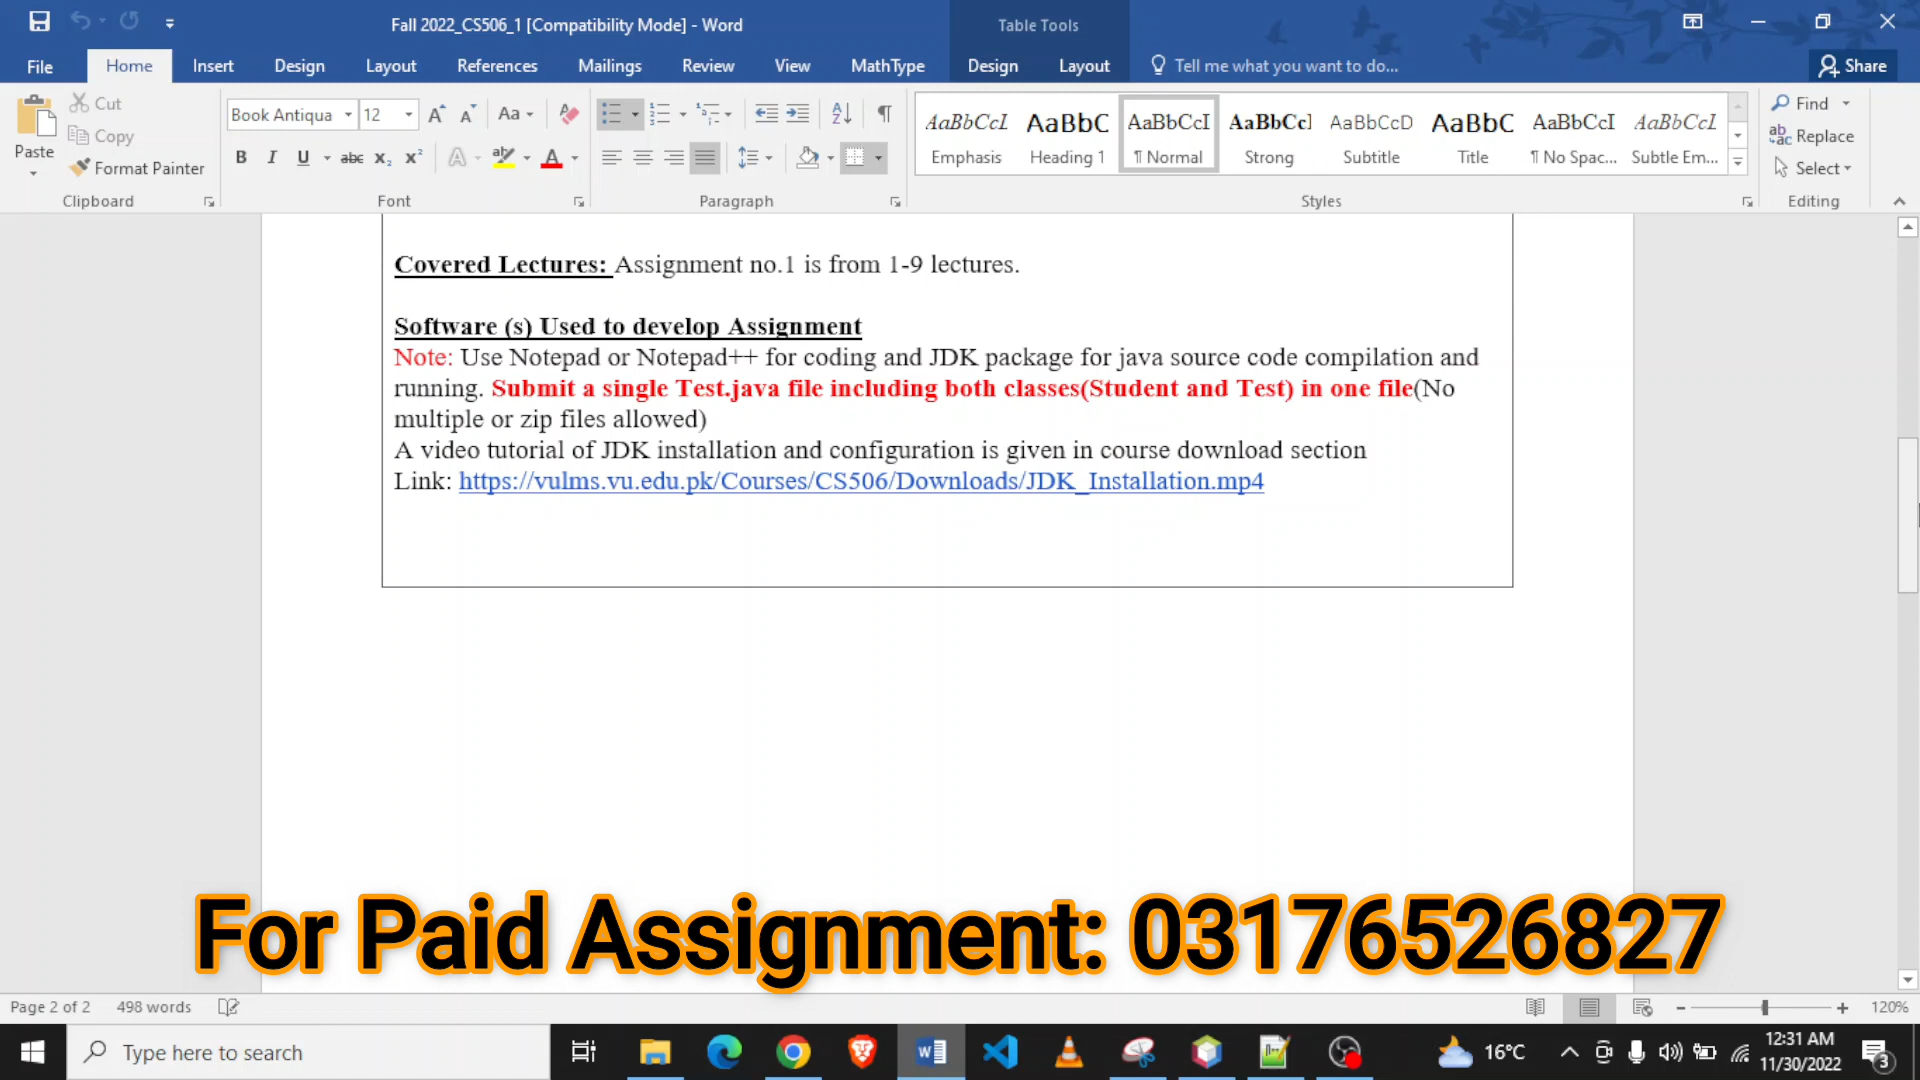 Fall 2022_CS506_1 [Compatibility Mode] - Word
Table Tools
File Home Insert Design Layout References Mailings Review View MathType Design Layout Tell me what you want to do... Share
Paste
Cut
Copy
Format Painter
Clipboard
Book Antiqua 12 Aa
B I U abc X₂ X² A A
Font
Paragraph
AaBbCcI AaBbC AaBbCcI AaBbCcI AaBbCcD AaBbC AaBbCcI AaBbCcI
Emphasis Heading 1 ¶ Normal Strong Subtitle Title ¶ No Spac... Subtle Em...
Styles
Find
Replace
Select
Editing
Covered Lectures: Assignment no.1 is from 1-9 lectures.
Software (s) Used to develop Assignment
Note: Use Notepad or Notepad++ for coding and JDK package for java source code compilation and
running. Submit a single Test.java file including both classes(Student and Test) in one file(No
multiple or zip files allowed)
A video tutorial of JDK installation and configuration is given in course download section
Link: https://vulms.vu.edu.pk/Courses/CS506/Downloads/JDK_Installation.mp4
For Paid Assignment: 03176526827
Page 2 of 2 498 words 120%
Type here to search
16°C
12:31 AM
11/30/2022
3